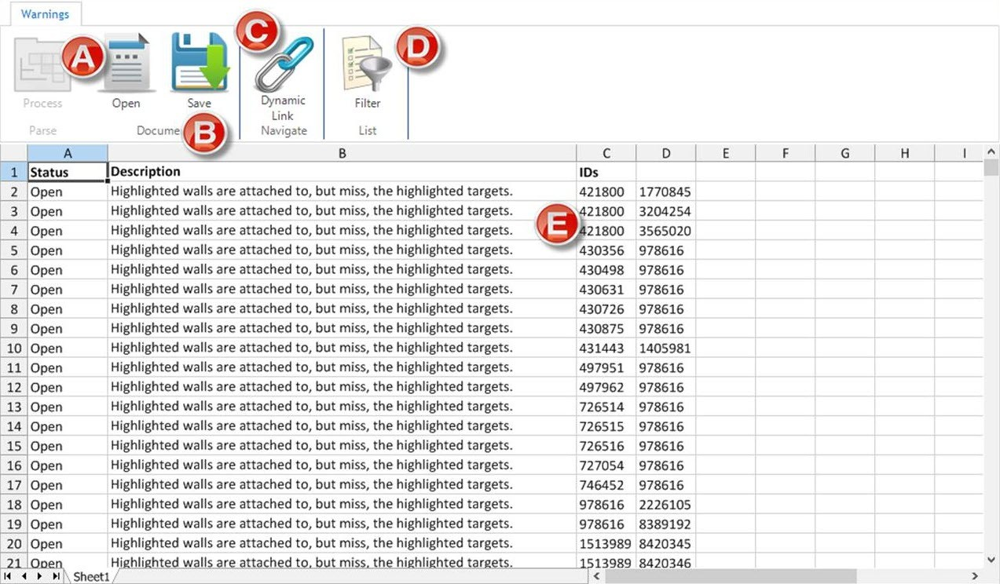 Warnings
A
C
D
Process
Open
Save
Dynamic
Link
Filter
Parse
Docume
B
Navigate
List
A B C D E F G H I
1 Status Description IDs
2 Open Highlighted walls are attached to, but miss, the highlighted targets. 421800 1770845
3 Open Highlighted walls are attached to, but miss, the highlighted targets. 421800 3204254
E
4 Open Highlighted walls are attached to, but miss, the highlighted targets. 421800 3565020
5 Open Highlighted walls are attached to, but miss, the highlighted targets. 430356 978616
6 Open Highlighted walls are attached to, but miss, the highlighted targets. 430498 978616
7 Open Highlighted walls are attached to, but miss, the highlighted targets. 430631 978616
8 Open Highlighted walls are attached to, but miss, the highlighted targets. 430726 978616
9 Open Highlighted walls are attached to, but miss, the highlighted targets. 430875 978616
10 Open Highlighted walls are attached to, but miss, the highlighted targets. 431443 1405981
11 Open Highlighted walls are attached to, but miss, the highlighted targets. 497951 978616
12 Open Highlighted walls are attached to, but miss, the highlighted targets. 497962 978616
13 Open Highlighted walls are attached to, but miss, the highlighted targets. 726514 978616
14 Open Highlighted walls are attached to, but miss, the highlighted targets. 726515 978616
15 Open Highlighted walls are attached to, but miss, the highlighted targets. 726516 978616
16 Open Highlighted walls are attached to, but miss, the highlighted targets. 727054 978616
17 Open Highlighted walls are attached to, but miss, the highlighted targets. 746452 978616
18 Open Highlighted walls are attached to, but miss, the highlighted targets. 978616 2226105
19 Open Highlighted walls are attached to, but miss, the highlighted targets. 978616 8389192
20 Open Highlighted walls are attached to, but miss, the highlighted targets. 1513989 8420345
21 Open Highlighted walls are attached to, but miss, the highlighted targets. 1513989 8420346
Sheet1